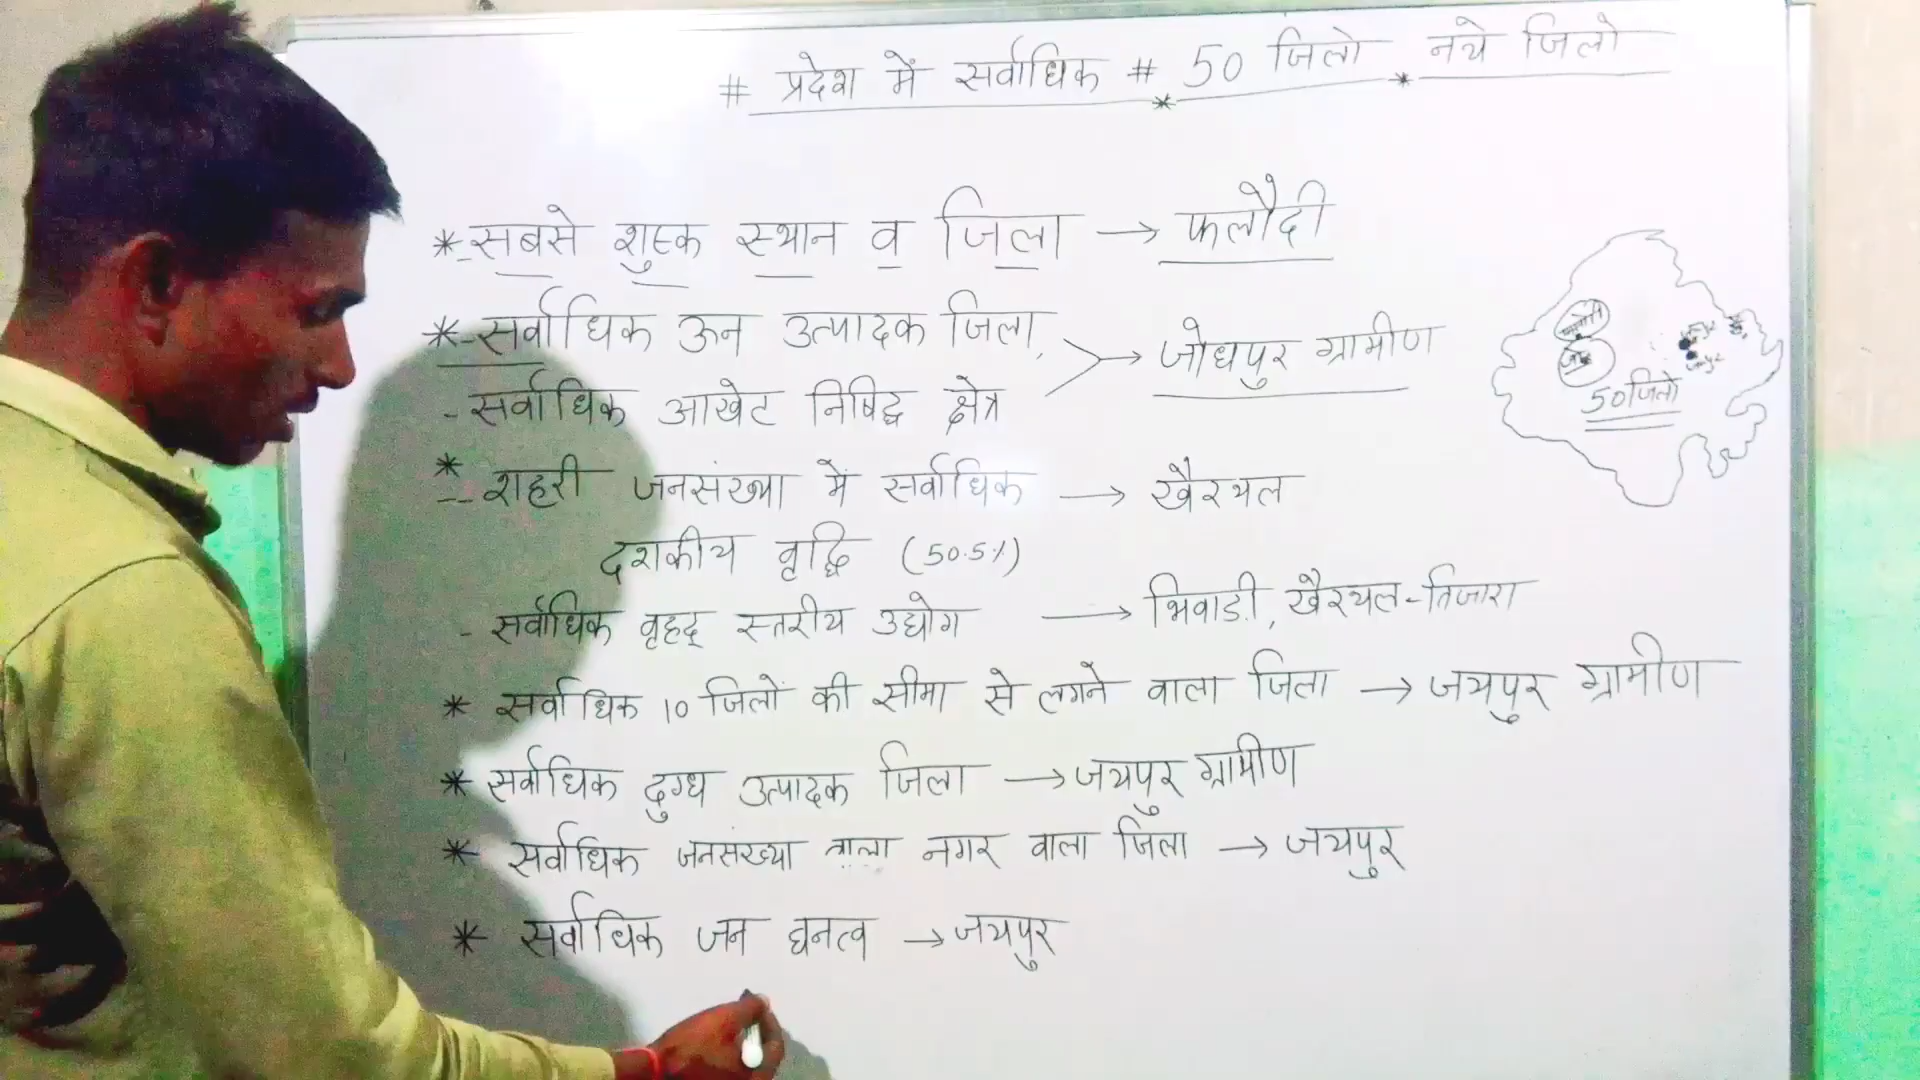 # प्रदेश में सर्वाधिक # 50 जिलो नये जिलो
*-सबसे शुष्क स्थान व जिला → फलौदी
*-सर्वाधिक ऊन उत्पादक जिला,
→ जोधपुर ग्रामीण
-सर्वाधिक आखेट निषिद्ध क्षेत्र
*-- शहरी जनसंख्या में सर्वाधिक → खैरथल
दशकीय वृद्धि (50.5%)
- सर्वाधिक वृहद् स्तरीय उद्योग → भिवाडी, खैरथल-तिजारा
* सर्वाधिक 10 जिलों की सीमा से लगने वाला जिला → जयपुर ग्रामीण
* सर्वाधिक दुग्ध उत्पादक जिला → जयपुर ग्रामीण
* सर्वाधिक जनसंख्या वाला नगर वाला जिला → जयपुर
* सर्वाधिक जन घनत्व → जयपुर
50 जिलो